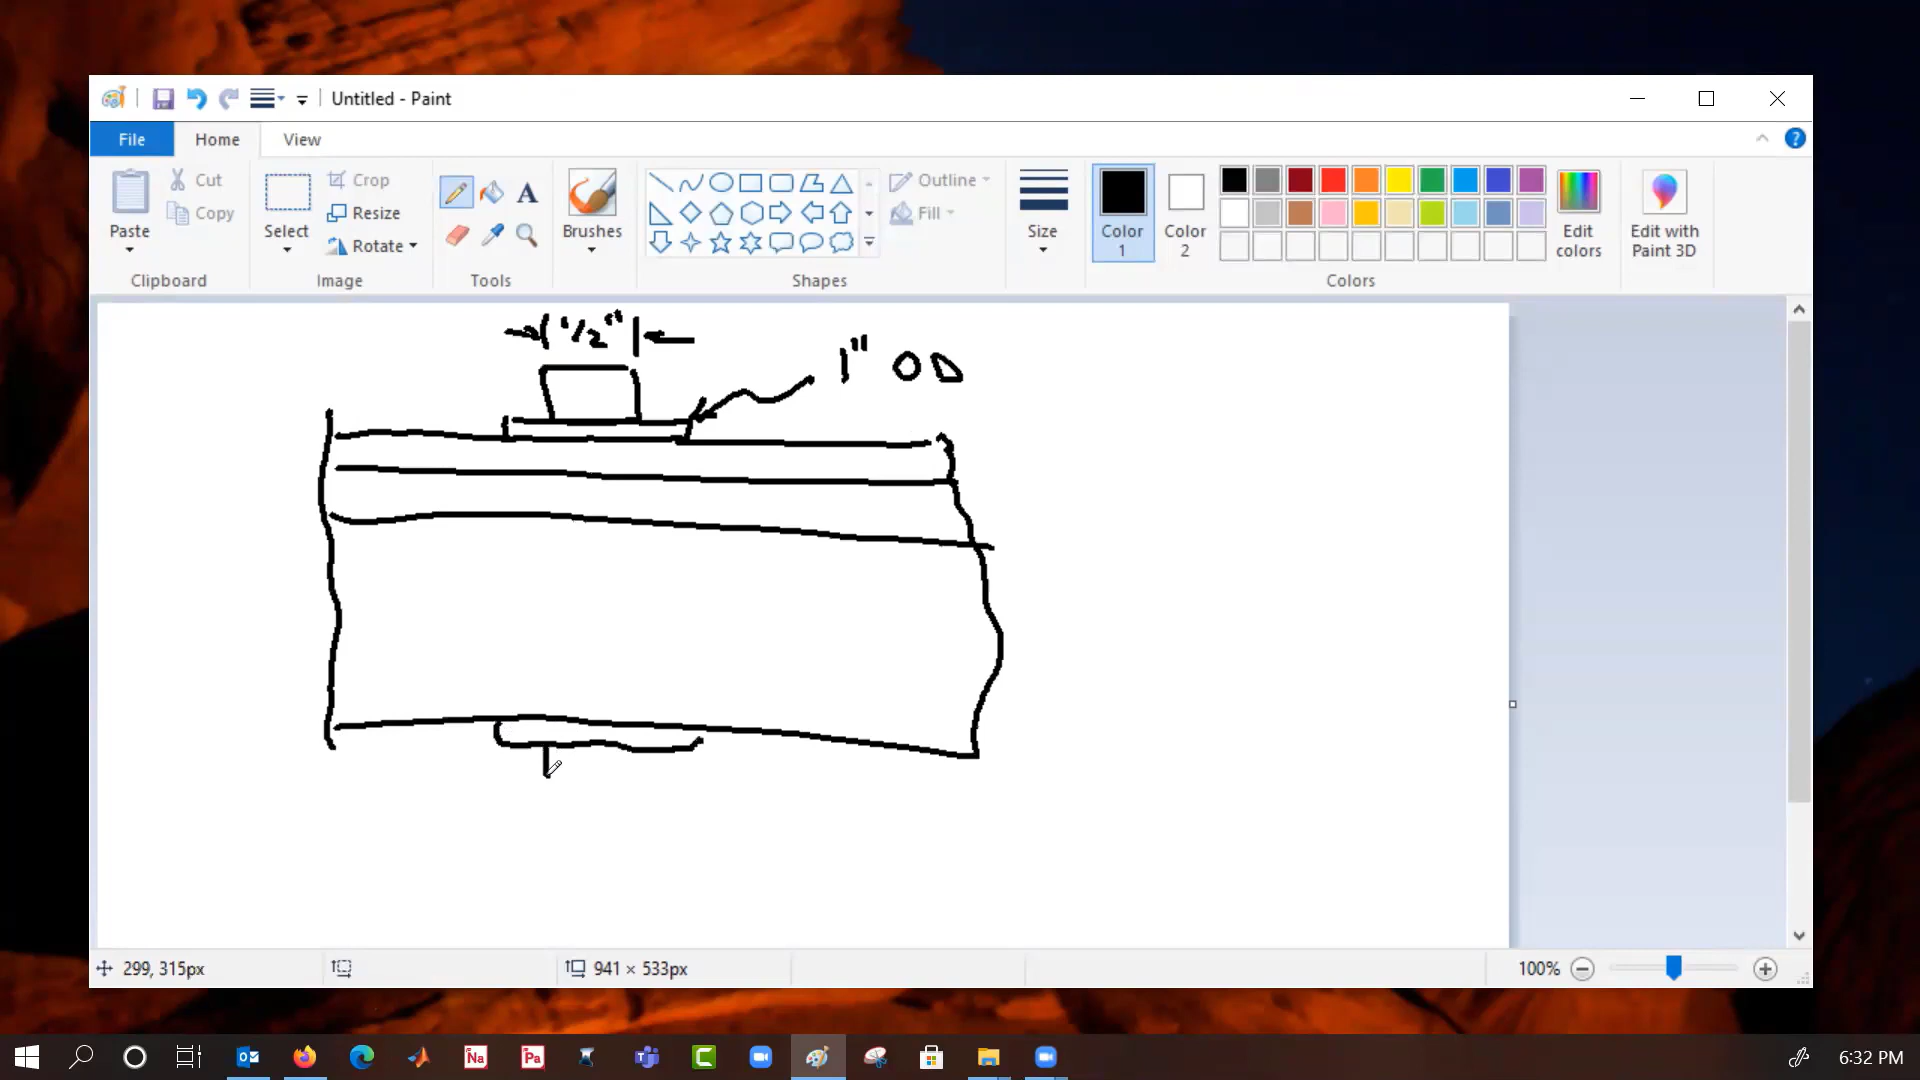 Untitled - Paint
File Home View
Paste
Cut
Copy
Clipboard
Select
Crop
Resize
Rotate
Image
A
Tools
Brushes
Shapes
Outline
Fill
Size
Color 1
Color 2
Edit colors
Colors
Edit with Paint 3D
1/2"
1" OD
299, 315px
941 × 533px
100%
Na
Pa
6:32 PM